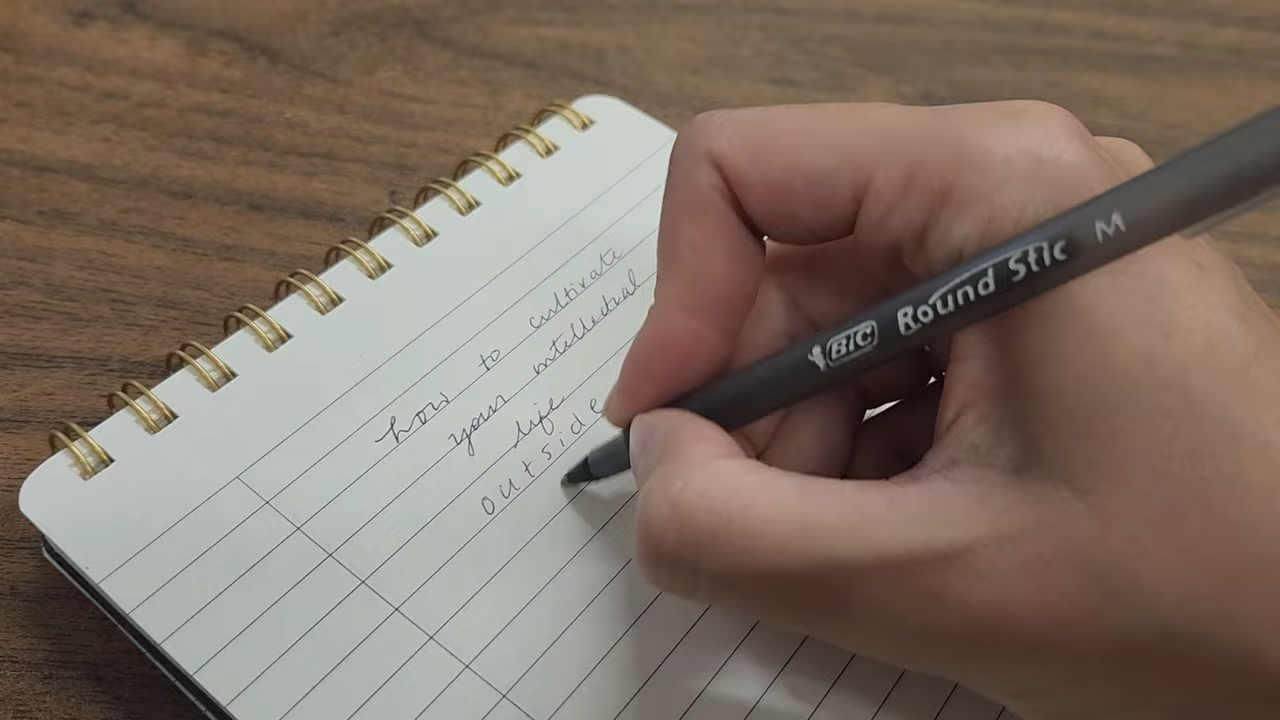 how to cultivate
your intellectual
life
outside
BIC Round Stic M